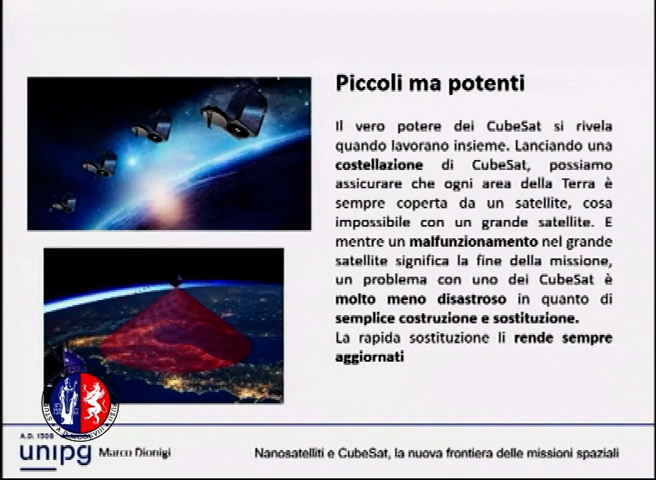 Piccoli ma potenti
Il vero potere dei CubeSat si rivela
quando lavorano insieme. Lanciando una
costellazione di CubeSat, possiamo
assicurare che ogni area della Terra è
sempre coperta da un satellite, cosa
impossibile con un grande satellite. E
mentre un malfunzionamento nel grande
satellite significa la fine della missione,
un problema con uno dei CubeSat è
molto meno disastroso in quanto di
semplice costruzione e sostituzione.
La rapida sostituzione li rende sempre
aggiornati
A.D. 1308
unipg
Marco Dionigi
Nanosatelliti e CubeSat, la nuova frontiera delle missioni spaziali